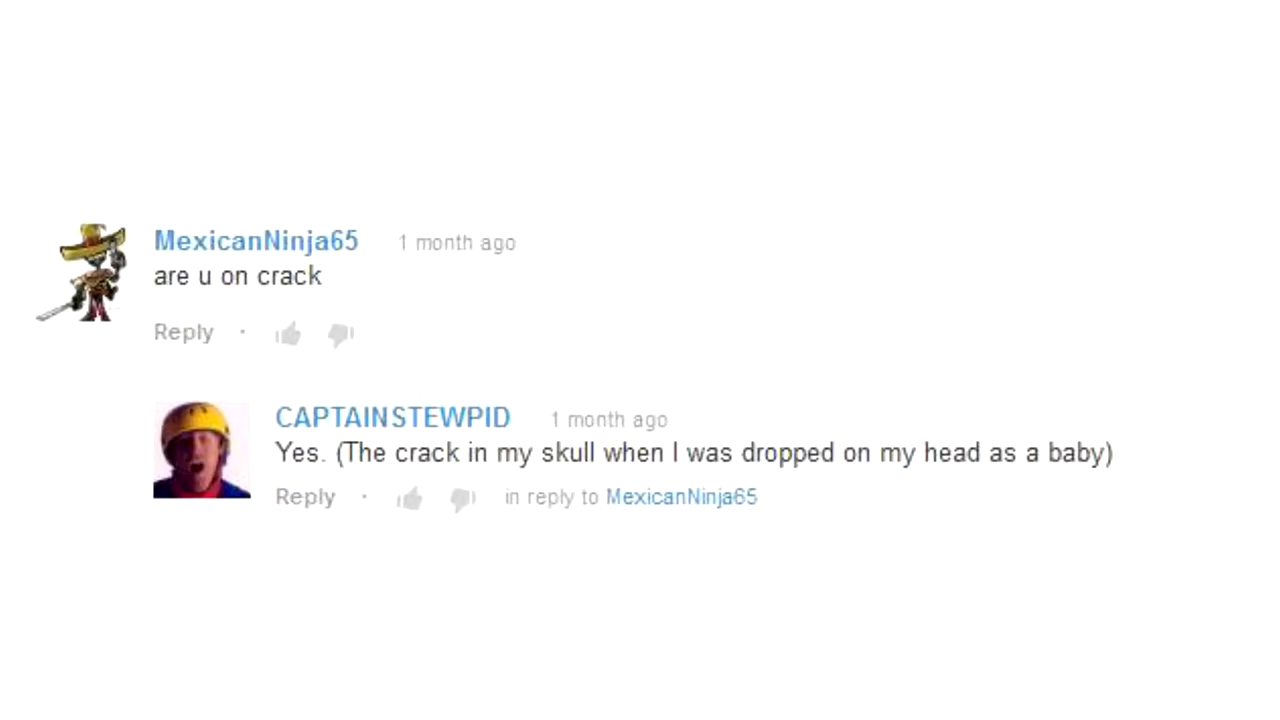 MexicanNinja65 1 month ago
are u on crack
Reply ·
CAPTAINSTEWPID 1 month ago
Yes. (The crack in my skull when I was dropped on my head as a baby)
Reply · in reply to MexicanNinja65